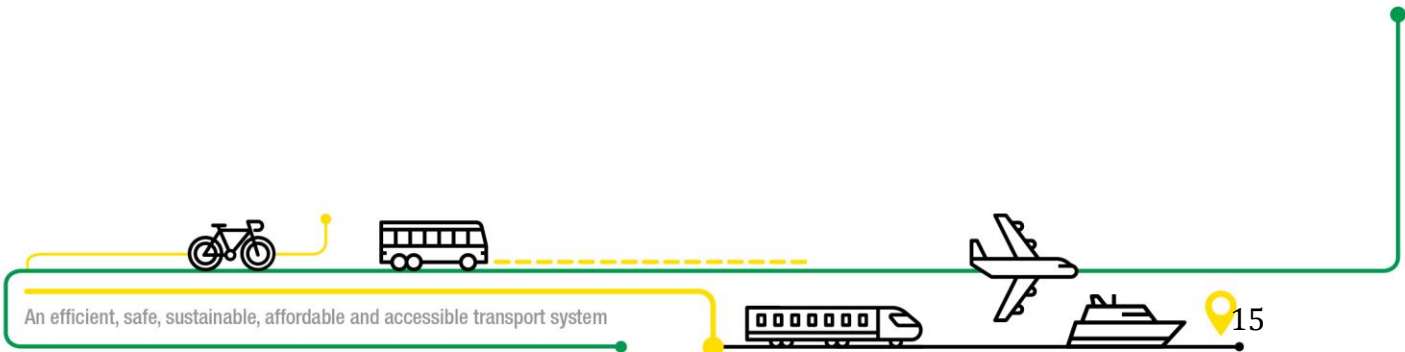 An efficient, safe, sustainable, affordable and accessible transport system
15